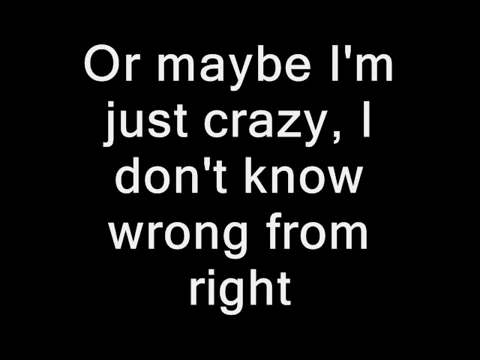 Or maybe I'm
just crazy, I
don't know
wrong from
right